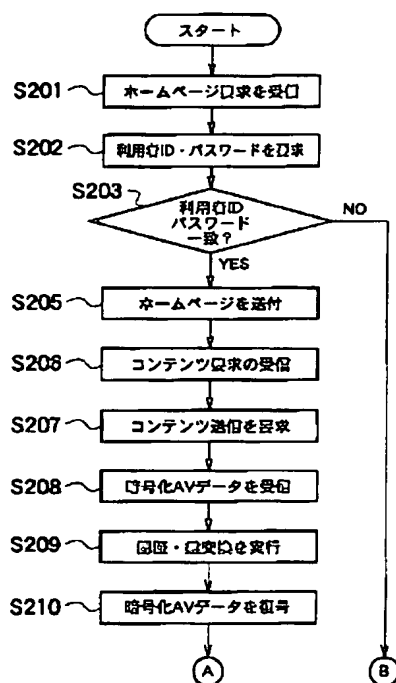 スタート
S201
ホームページ要求を受信
S202
利用者ID・パスワードを要求
S203
利用者ID
パスワード
一致?
NO
YES
S205
ホームページを送付
S206
コンテンツ要求の受信
S207
コンテンツ送信を要求
S208
暗号化AVデータを受信
S209
・ 変換を実行
S210
暗号化AVデータを復号
A
B